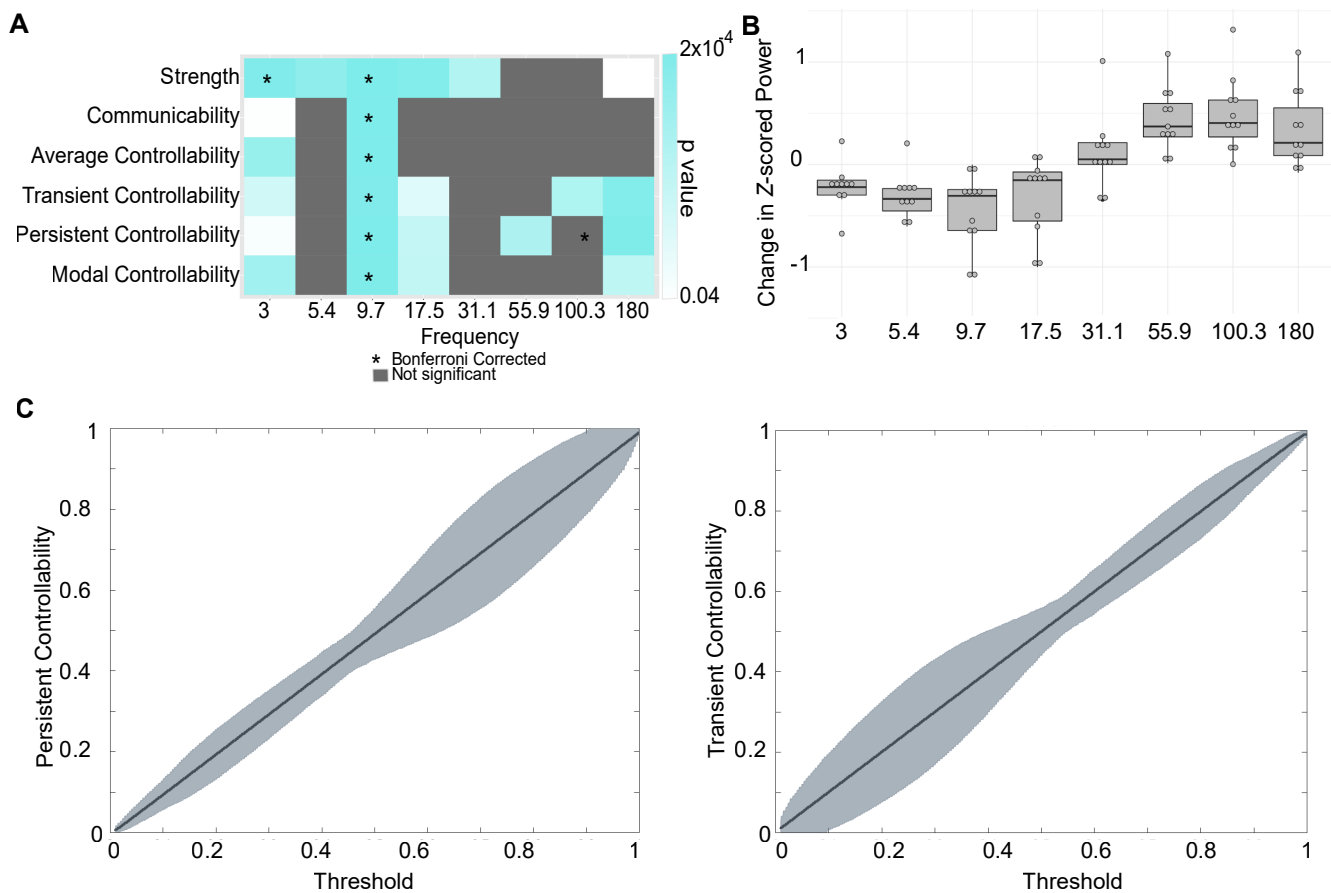 A
Strength
Communicability
Average Controllability
Transient Controllability
Persistent Controllability
Modal Controllability
* *
*
*
*
* *
*
3 5.4 9.7 17.5 31.1 55.9 100.3 180
Frequency
* Bonferroni Corrected
Not significant
2x10-4
p value
0.04
B
Change in Z-scored Power
1
0
-1
3 5.4 9.7 17.5 31.1 55.9 100.3 180
C
Persistent Controllability
1
0.8
0.6
0.4
0.2
0
0 0.2 0.4 0.6 0.8 1
Threshold
Transient Controllability
1
0.8
0.6
0.4
0.2
0
0 0.2 0.4 0.6 0.8 1
Threshold